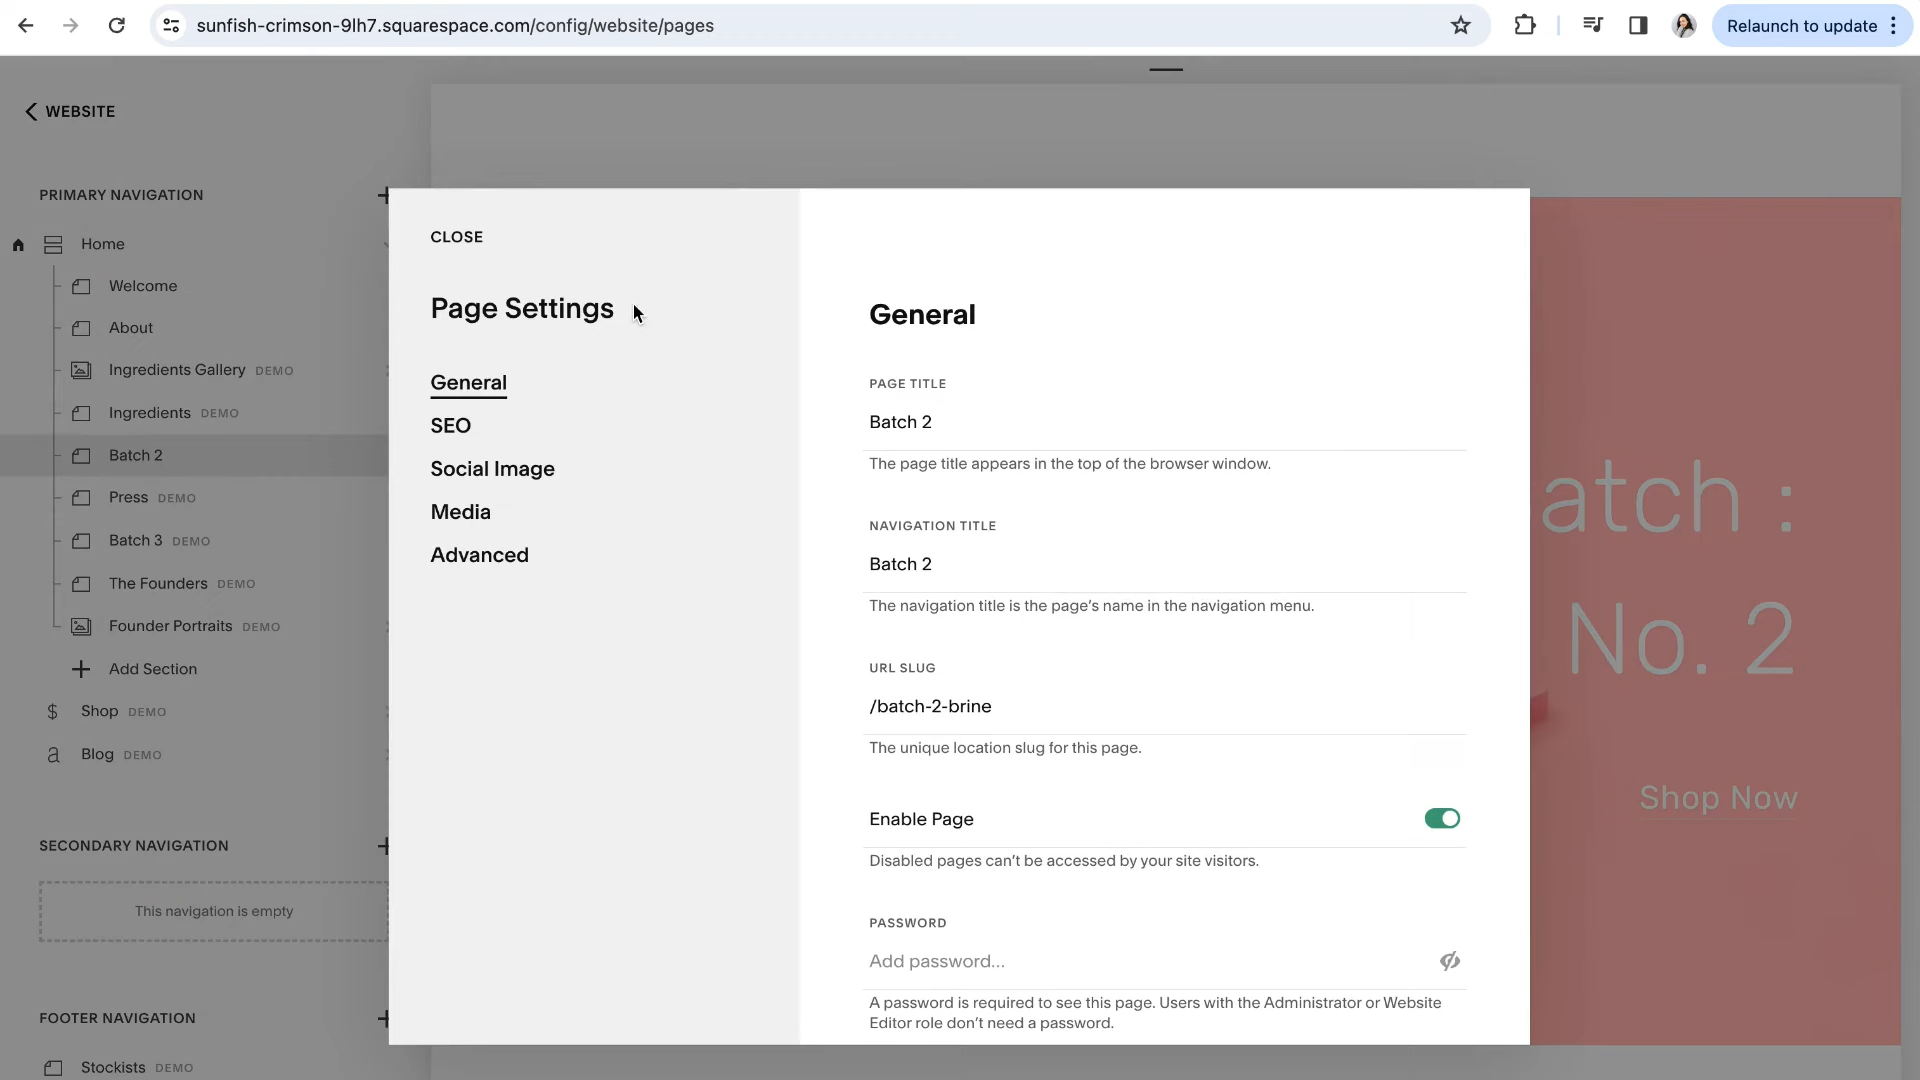 sunfish-crimson-9lh7.squarespace.com/config/website/pages
Relaunch to update
WEBSITE
PRIMARY NAVIGATION
Home
Welcome
About
Ingredients Gallery DEMO
Ingredients DEMO
Batch 2
Press DEMO
Batch 3 DEMO
The Founders DEMO
Founder Portraits DEMO
Add Section
Shop DEMO
Blog DEMO
SECONDARY NAVIGATION
This navigation is empty
FOOTER NAVIGATION
Stockists DEMO
CLOSE
Page Settings
General
SEO
Social Image
Media
Advanced
General
PAGE TITLE
Batch 2
The page title appears in the top of the browser window.
NAVIGATION TITLE
Batch 2
The navigation title is the page’s name in the navigation menu.
URL SLUG
/batch-2-brine
The unique location slug for this page.
Enable Page
Disabled pages can’t be accessed by your site visitors.
PASSWORD
Add password...
A password is required to see this page. Users with the Administrator or Website
Editor role don’t need a password.
atch :
No. 2
Shop Now